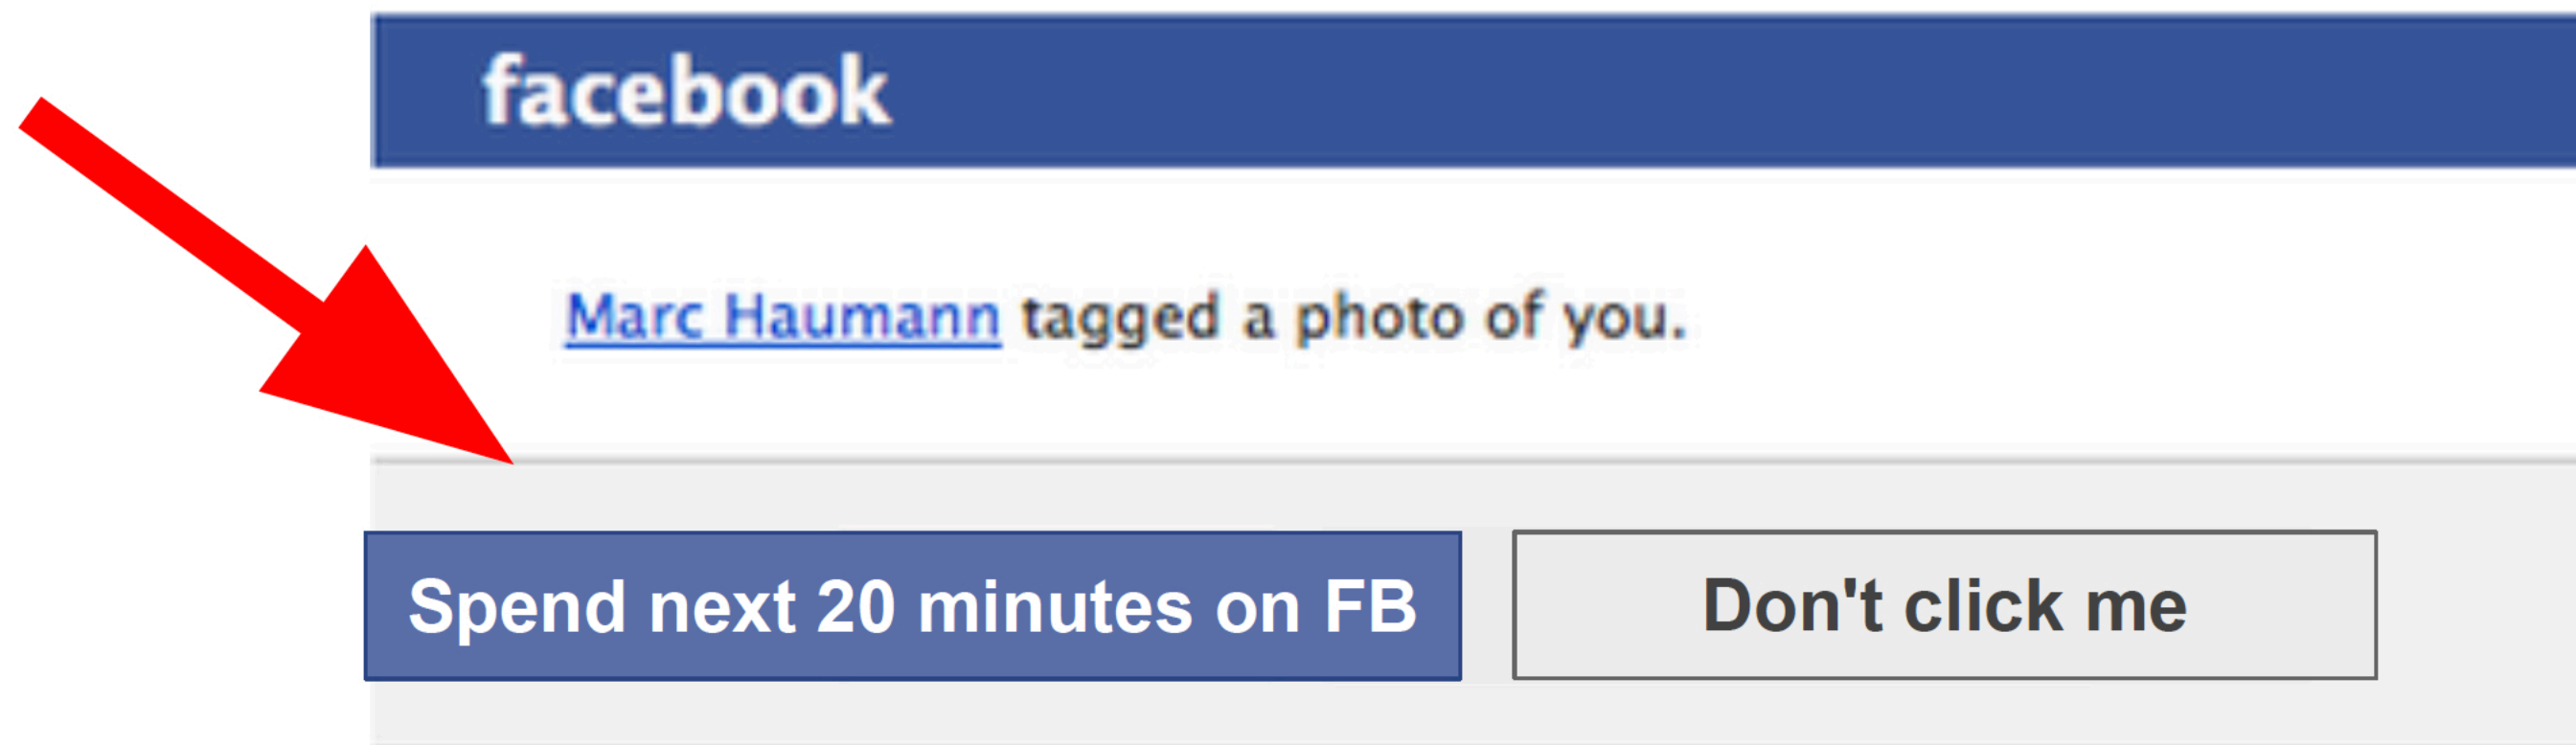 facebook
Marc Haumann tagged a photo of you.
Spend next 20 minutes on FB
Don't click me